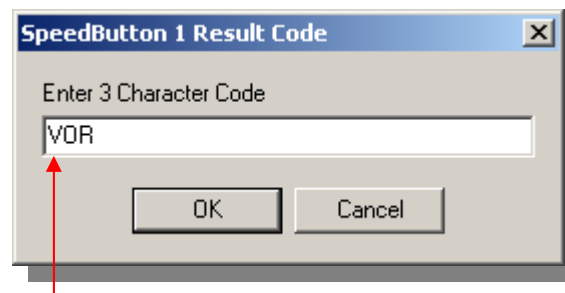 SpeedButton 1 Result Code
Enter 3 Character Code
VOR
OK Cancel